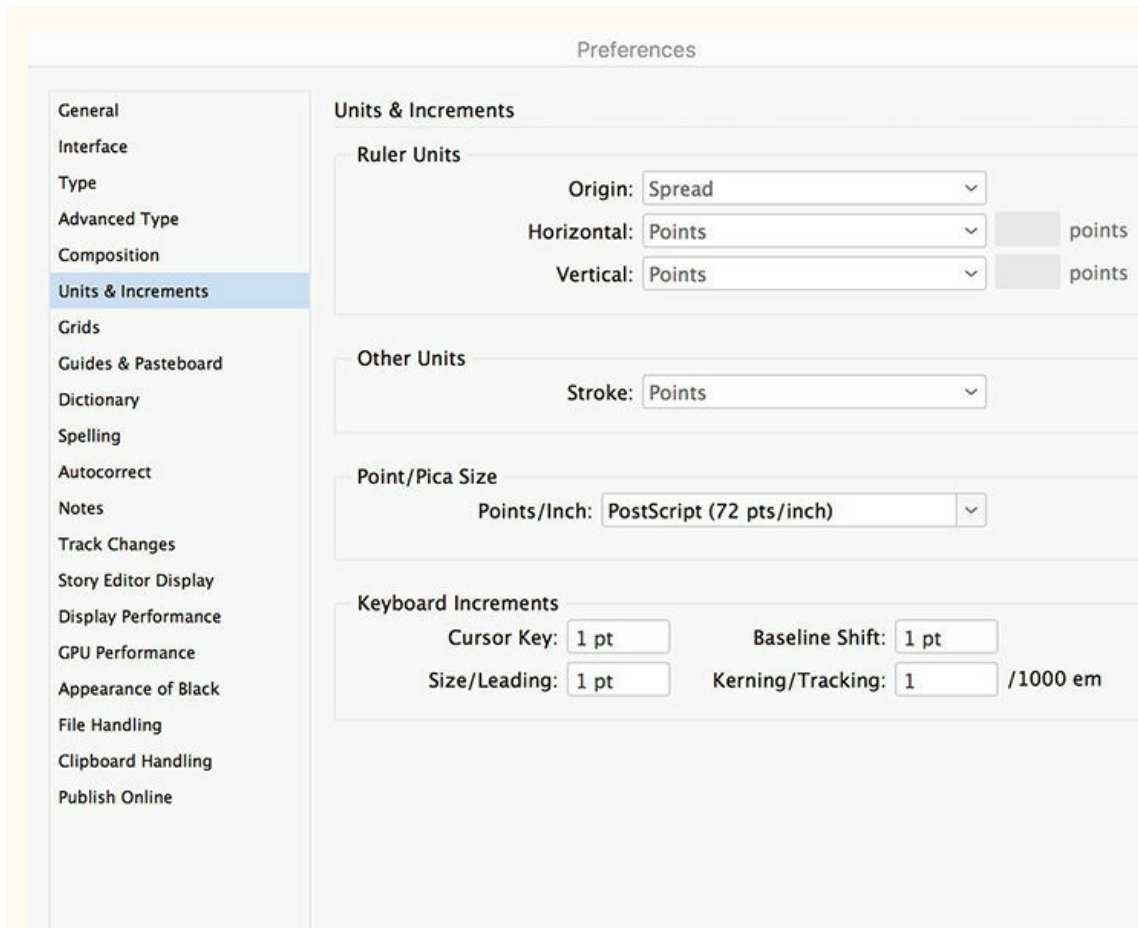 Preferences
General
Interface
Type
Advanced Type
Composition
Units & Increments
Grids
Guides & Pasteboard
Dictionary
Spelling
Autocorrect
Notes
Track Changes
Story Editor Display
Display Performance
GPU Performance
Appearance of Black
File Handling
Clipboard Handling
Publish Online
Units & Increments
Ruler Units
Origin: Spread
Horizontal: Points points
Vertical: Points points
Other Units
Stroke: Points
Point/Pica Size
Points/Inch: PostScript (72 pts/inch)
Keyboard Increments
Cursor Key: 1 pt Baseline Shift: 1 pt
Size/Leading: 1 pt Kerning/Tracking: 1 /1000 em